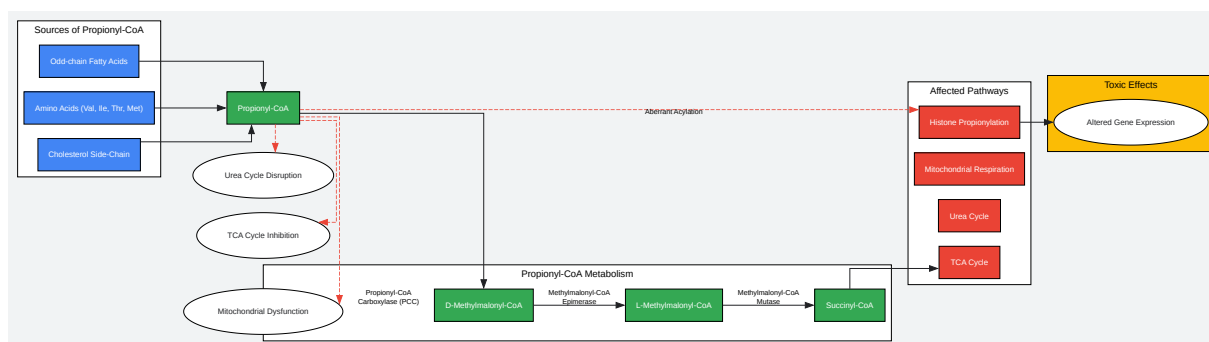 Sources of Propionyl-CoA
Odd-chain Fatty Acids
Amino Acids (Val, Ile, Thr, Met)
Cholesterol Side-Chain
Propionyl-CoA
Urea Cycle Disruption
TCA Cycle Inhibition
Mitochondrial Dysfunction
Aberrant Acylation
Propionyl-CoA Metabolism
Propionyl-CoA
Carboxylase (PCC)
D-Methylmalonyl-CoA
Methylmalonyl-CoA
Epimerase
L-Methylmalonyl-CoA
Methylmalonyl-CoA
Mutase
Succinyl-CoA
Affected Pathways
Histone Propionylation
Mitochondrial Respiration
Urea Cycle
TCA Cycle
Toxic Effects
Altered Gene Expression